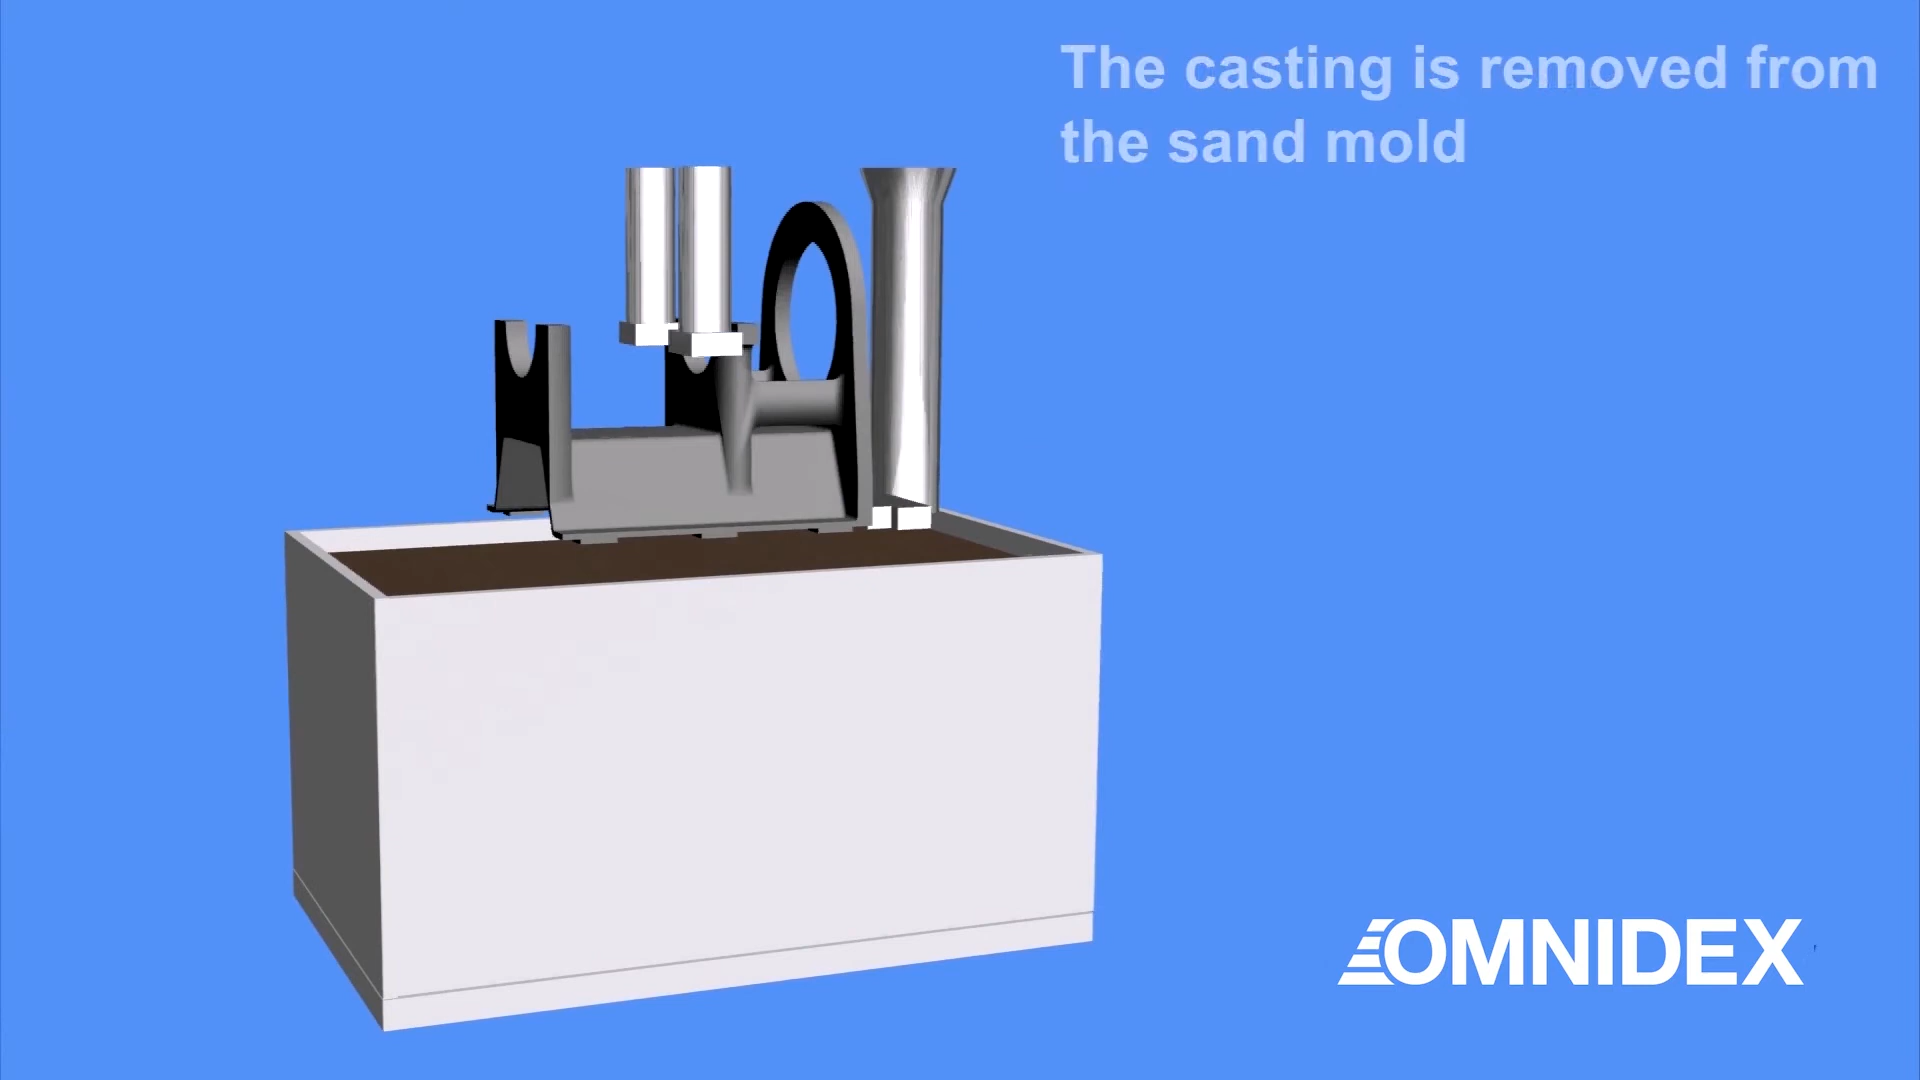 The casting is removed from
the sand mold
OMNIDEX